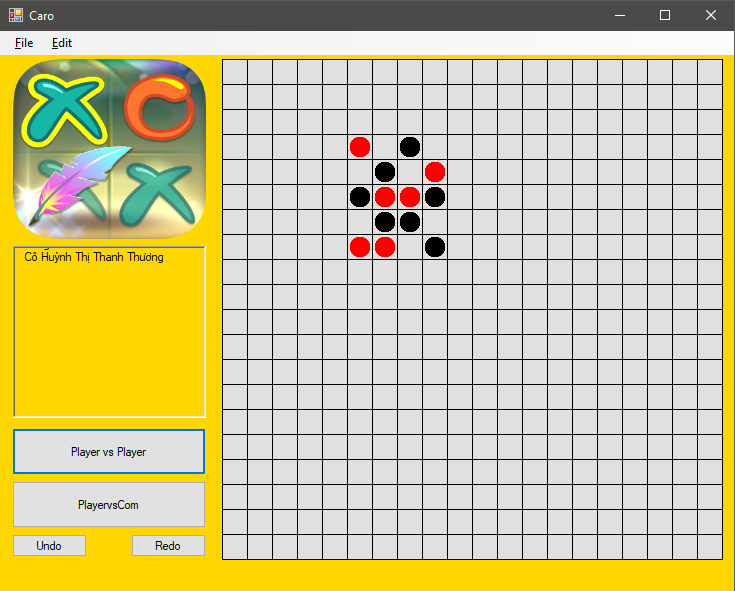 Caro
File Edit
Cô Huỳnh Thị Thanh Thương
Player vs Player
PlayervsCom
Undo Redo